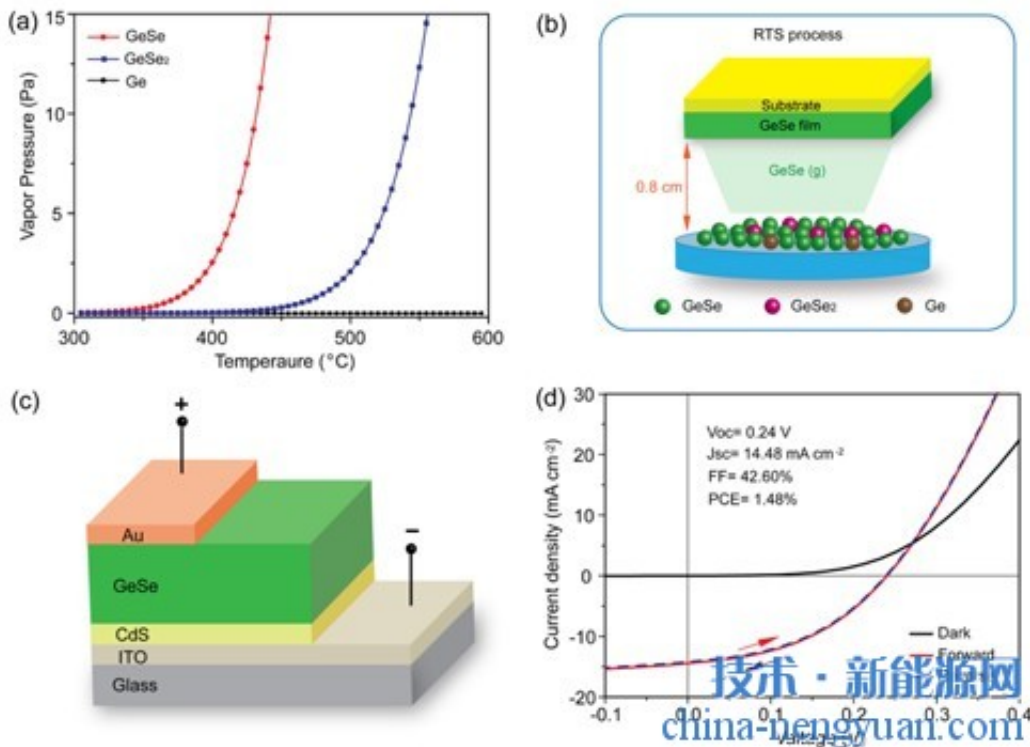 (a)
15
10
5
0
Vapor Pressure (Pa)
GeSe
GeSe₂
Ge
300
400
500
600
Temperaure (°C)
(b)
RTS process
Substrate
GeSe film
GeSe (g)
0.8 cm
GeSe
GeSe₂
Ge
(c)
+
−
Au
GeSe
CdS
ITO
Glass
(d)
30
20
10
0
-10
-20
Current density (mA cm⁻²)
Voc= 0.24 V
Jsc= 14.48 mA cm⁻²
FF= 42.60%
PCE= 1.48%
Dark
Forward
-0.1
0.0
0.1
0.2
0.3
0.4
技术·新能源网
china-nengyuan.com